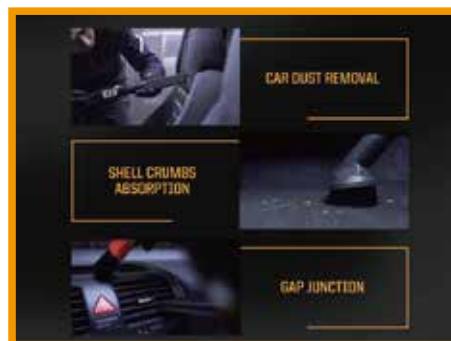 CAR DUST REMOVAL
SHELL CRUMBS
ABSORPTION
GAP JUNCTION